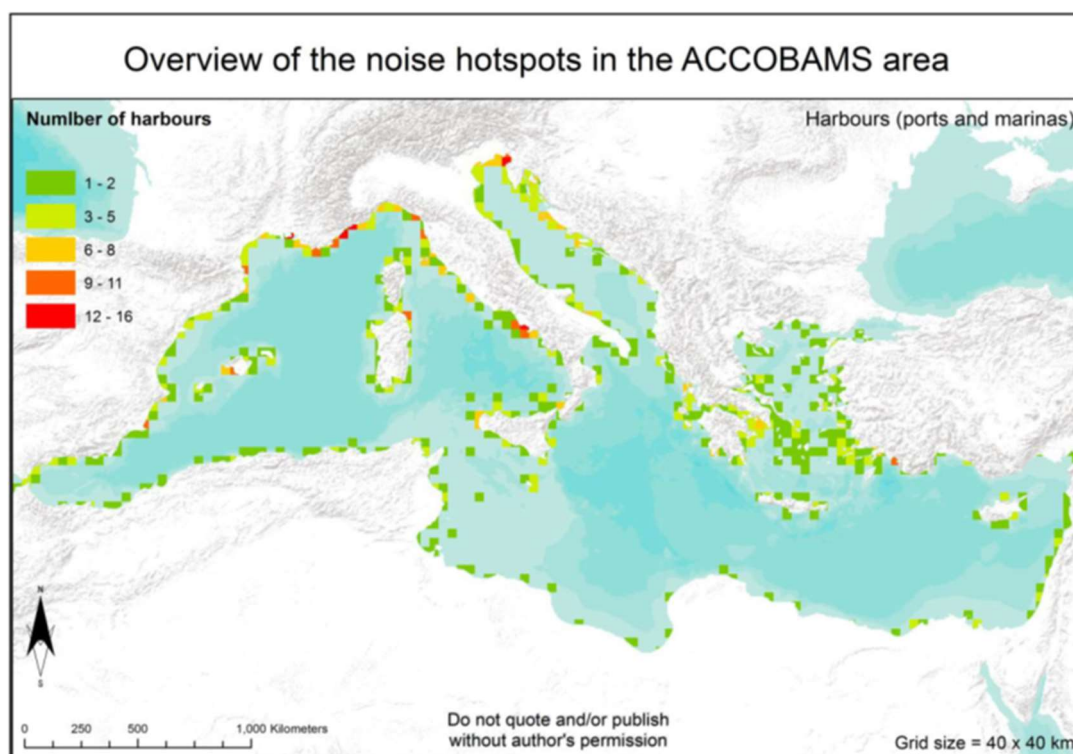 Overview of the noise hotspots in the ACCOBAMS area
Numlber of harbours
Harbours (ports and marinas)
1 - 2
3 - 5
6 - 8
9 - 11
12 - 16
N
S
0 250 500 1,000 Kilometers
Do not quote and/or publish
without author's permission
Grid size = 40 x 40 km